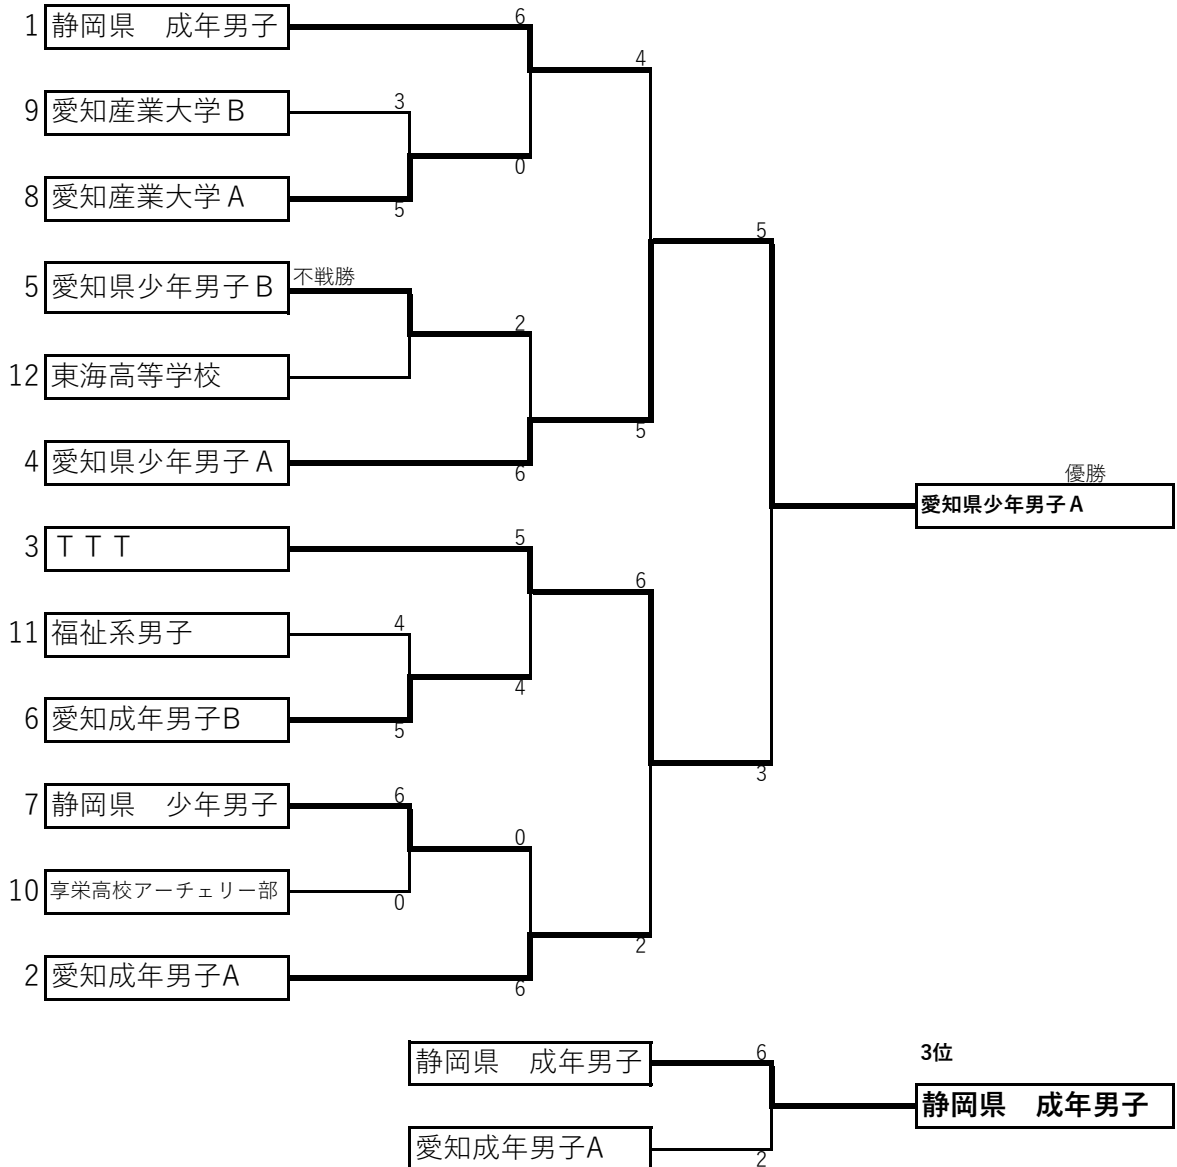 6
1 静岡県　成年男子
4
9 愛知産業大学Ｂ
3
0
8 愛知産業大学Ａ
5
5
5 愛知県少年男子Ｂ
不戦勝
2
12 東海高等学校
5
4 愛知県少年男子Ａ
6
優勝
愛知県少年男子Ａ
3 ＴＴＴ
5
6
11 福祉系男子
4
4
6 愛知成年男子B
5
3
7 静岡県　少年男子
6
0
10 享栄高校アーチェリー部
0
2
2 愛知成年男子A
6
静岡県　成年男子
6
3位
静岡県　成年男子
愛知成年男子A
2